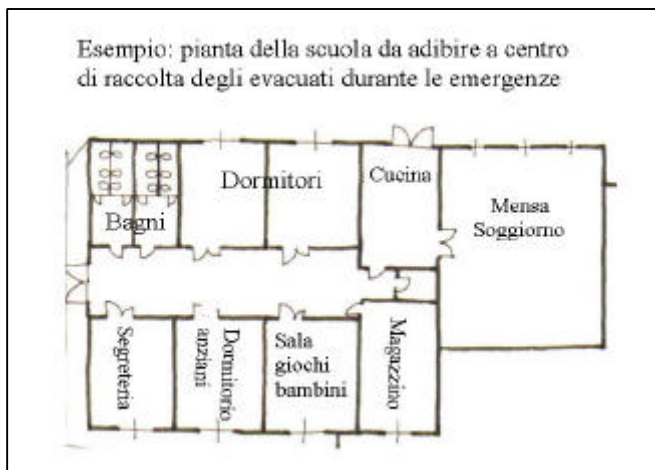 Esempio: pianta della scuola da adibire a centro
di raccolta degli evacuati durante le emergenze
Dormitori
Cucina
Mensa
Soggiorno
Bagni
Segreteria
Dormitorio
anziani
Sala
giochi
bambini
Magazzino